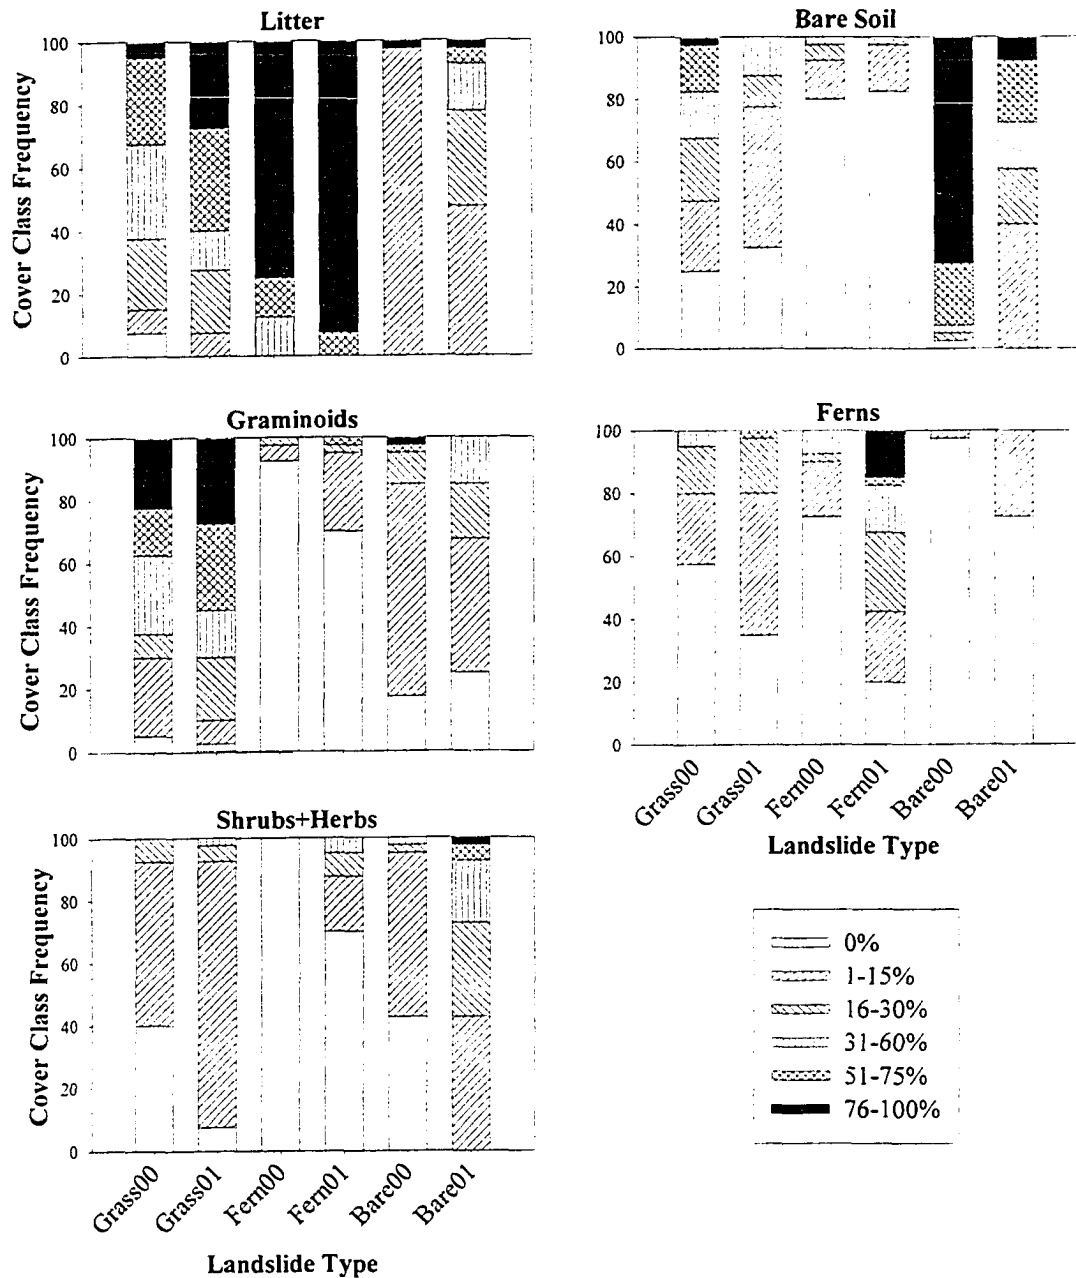 Litter
Cover Class Frequency
100
80
60
40
20
0
Bare Soil
100
80
60
40
20
0
Graminoids
Cover Class Frequency
100
80
60
40
20
0
Ferns
100
80
60
40
20
0
Grass00
Grass01
Fern00
Fern01
Bare00
Bare01
Landslide Type
Shrubs+Herbs
Cover Class Frequency
100
80
60
40
20
0
Grass00
Grass01
Fern00
Fern01
Bare00
Bare01
Landslide Type
0%
1-15%
16-30%
31-60%
51-75%
76-100%